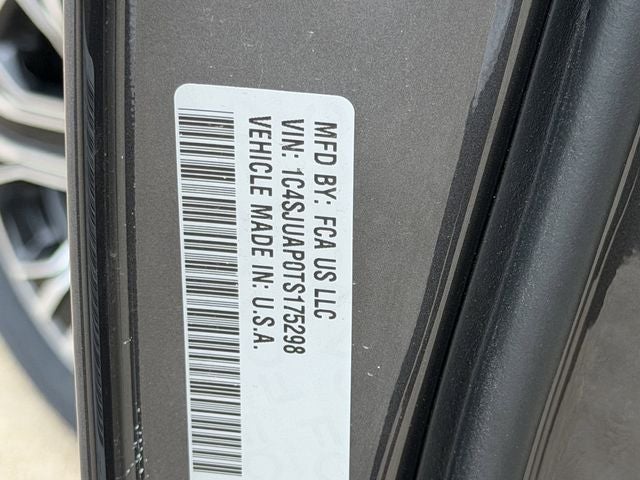 MFD BY: FCA US LLC
VIN: 1C4SJUAP0TS175298
VEHICLE MADE IN: U.S.A.